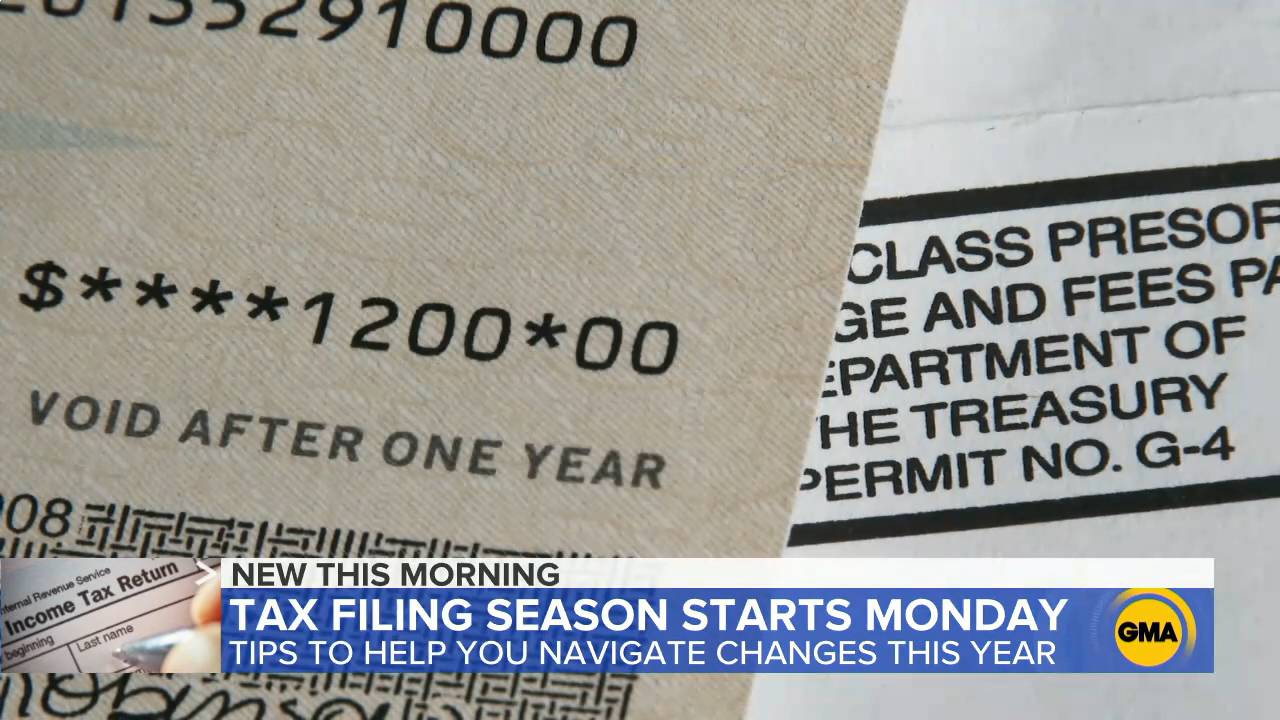 201552910000
$****1200*00
VOID AFTER ONE YEAR
08
CLASS PRESOR
GE AND FEES PA
EPARTMENT OF
HE TREASURY
PERMIT NO. G-4
Internal Revenue Service
Income Tax Return
beginning
Last name
NEW THIS MORNING
TAX FILING SEASON STARTS MONDAY
TIPS TO HELP YOU NAVIGATE CHANGES THIS YEAR
GMA